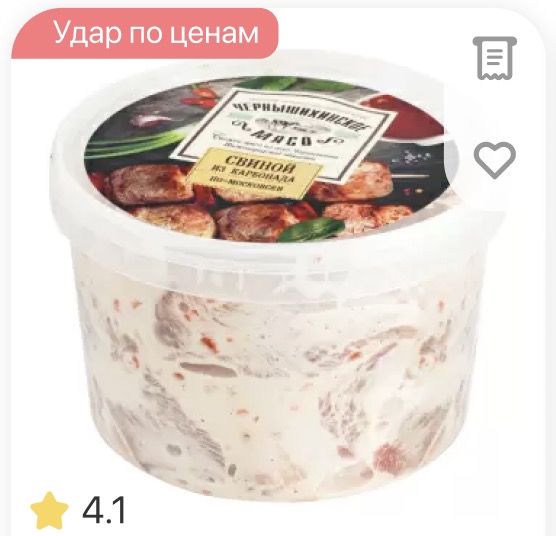 Удар по ценам
ЧЕРНЫШИХИНСКОЕ
МЯСО
СВИНОЙ
ИЗ КАРБОНАДА
ПО-МОСКОВСКИ
4.1